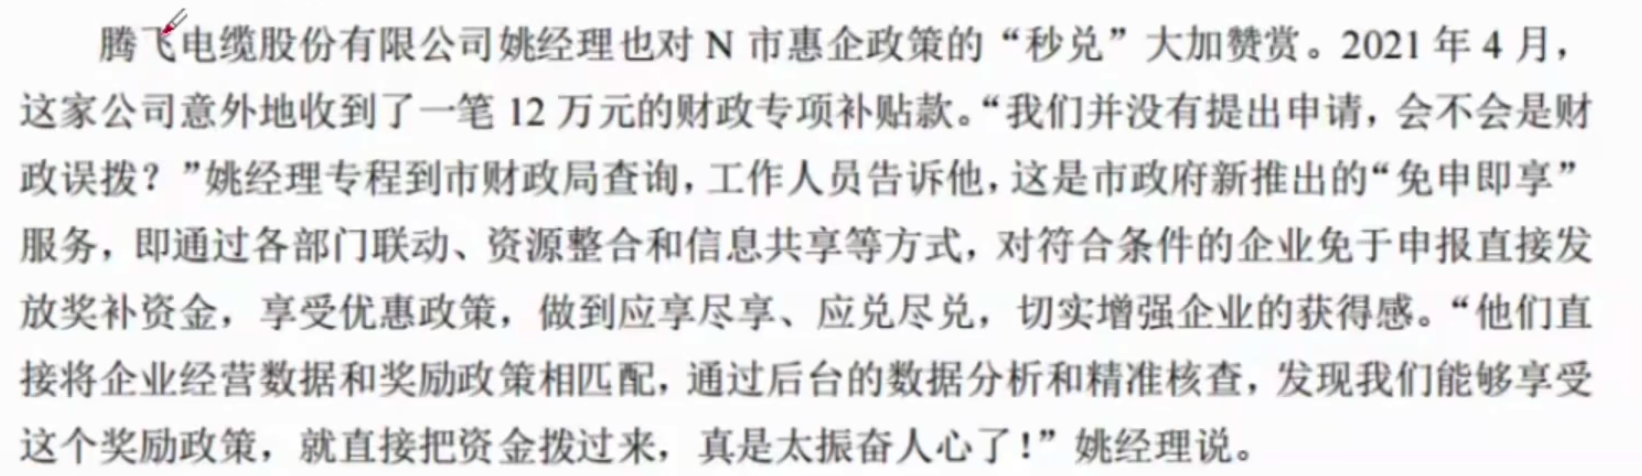 腾飞电缆股份有限公司姚经理也对 N 市惠企政策的“秒兑”大加赞赏。2021 年 4 月，
这家公司意外地收到了一笔 12 万元的财政专项补贴款。“我们并没有提出申请，会不会是财
政误拨？”姚经理专程到市财政局查询，工作人员告诉他，这是市政府新推出的“免申即享”
服务，即通过各部门联动、资源整合和信息共享等方式，对符合条件的企业免于申报直接发
放奖补资金，享受优惠政策，做到应享尽享、应兑尽兑，切实增强企业的获得感。“他们直
接将企业经营数据和奖励政策相匹配，通过后台的数据分析和精准核查，发现我们能够享受
这个奖励政策，就直接把资金拨过来，真是太振奋人心了！”姚经理说。